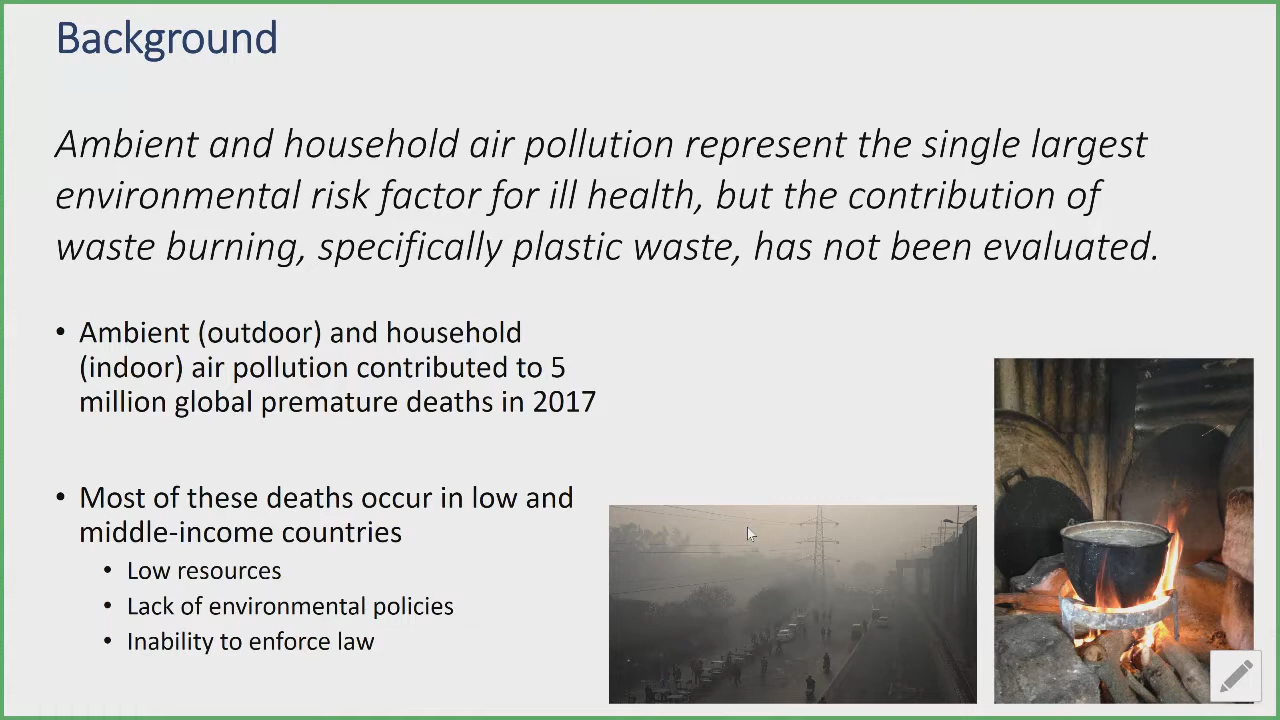 Background
Ambient and household air pollution represent the single largest
environmental risk factor for ill health, but the contribution of
waste burning, specifically plastic waste, has not been evaluated.
• Ambient (outdoor) and household
(indoor) air pollution contributed to 5
million global premature deaths in 2017
• Most of these deaths occur in low and
middle-income countries
• Low resources
• Lack of environmental policies
• Inability to enforce law